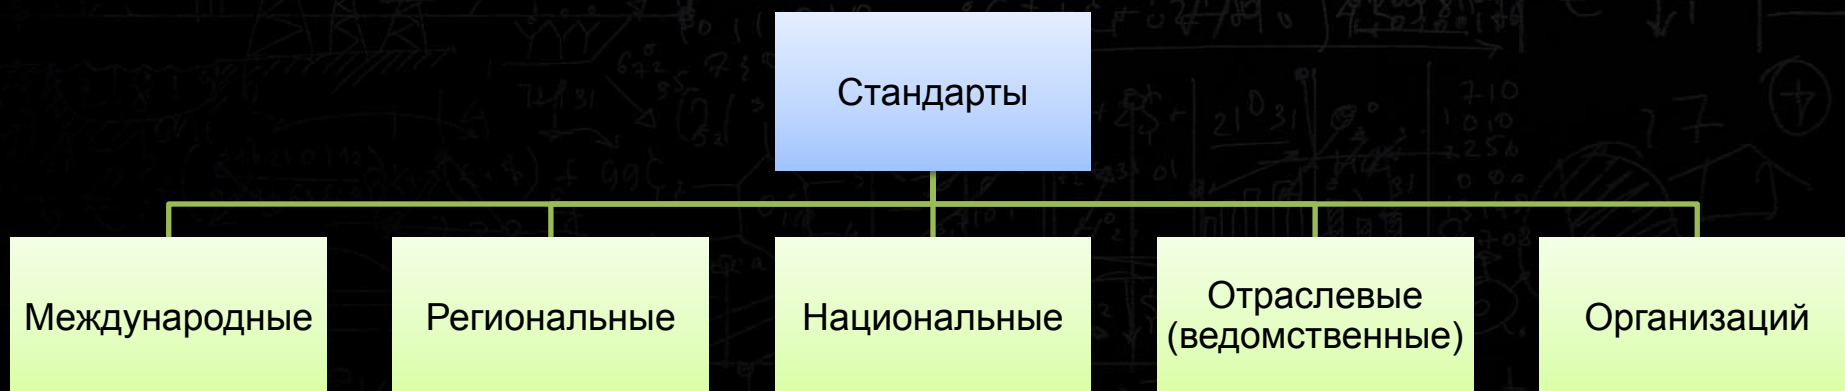 Стандарты
Международные
Региональные
Национальные
Отраслевые
(ведомственные)
Организаций